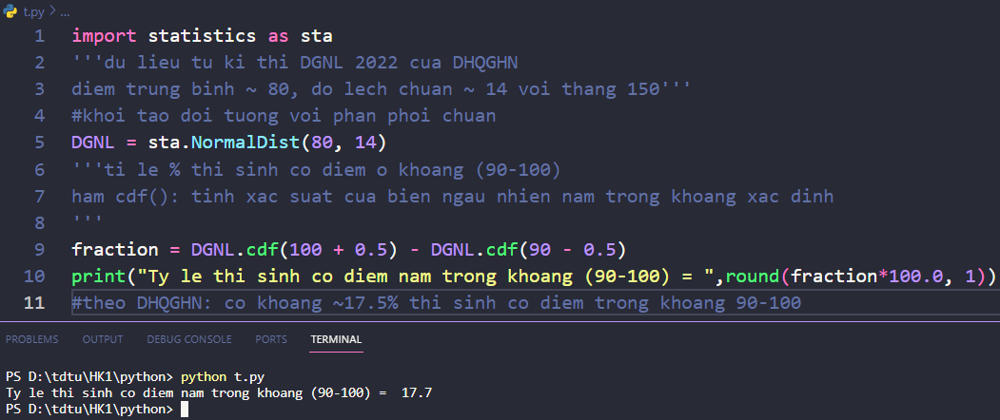 t.py > ...
1 import statistics as sta
2 '''du lieu tu ki thi DGNL 2022 cua DHQGHN
3 diem trung binh ~ 80, do lech chuan ~ 14 voi thang 150'''
4 #khoi tao doi tuong voi phan phoi chuan
5 DGNL = sta.NormalDist(80, 14)
6 '''ti le % thi sinh co diem o khoang (90-100)
7 ham cdf(): tinh xac suat cua bien ngau nhien nam trong khoang xac dinh
8 '''
9 fraction = DGNL.cdf(100 + 0.5) - DGNL.cdf(90 - 0.5)
10 print("Ty le thi sinh co diem nam trong khoang (90-100) = ",round(fraction*100.0, 1))
11 #theo DHQGHN: co khoang ~17.5% thi sinh co diem trong khoang 90-100
PROBLEMS OUTPUT DEBUG CONSOLE PORTS TERMINAL
PS D:\tdtu\HK1\python> python t.py
Ty le thi sinh co diem nam trong khoang (90-100) =  17.7
PS D:\tdtu\HK1\python>